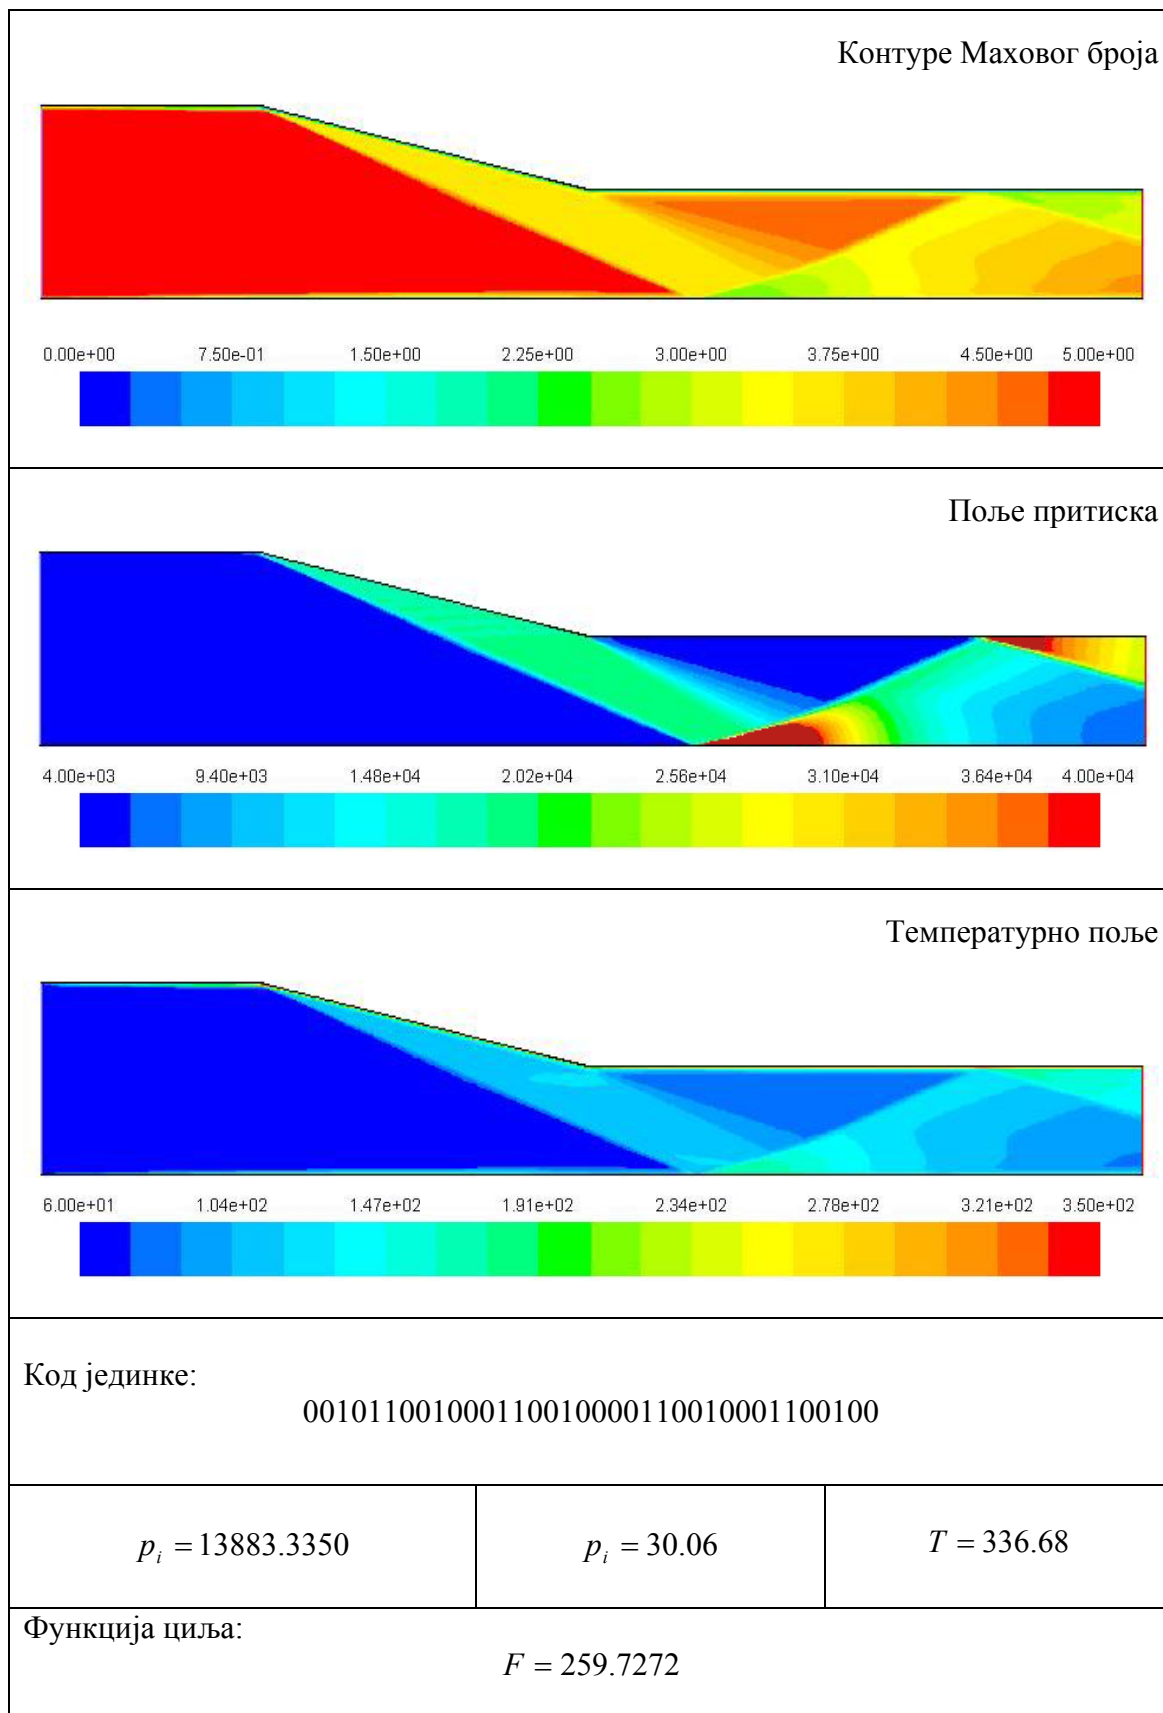 Контуре Маховог броја
0.00e+00 7.50e-01 1.50e+00 2.25e+00 3.00e+00 3.75e+00 4.50e+00 5.00e+00
Поље притиска
4.00e+03 9.40e+03 1.48e+04 2.02e+04 2.56e+04 3.10e+04 3.64e+04 4.00e+04
Температурно поље
6.00e+01 1.04e+02 1.47e+02 1.91e+02 2.34e+02 2.78e+02 3.21e+02 3.50e+02
Код јединке:
001011001000110010000110010001100100
p_i = 13883.3350 p_i = 30.06 T = 336.68
Функција циља:
F = 259.7272